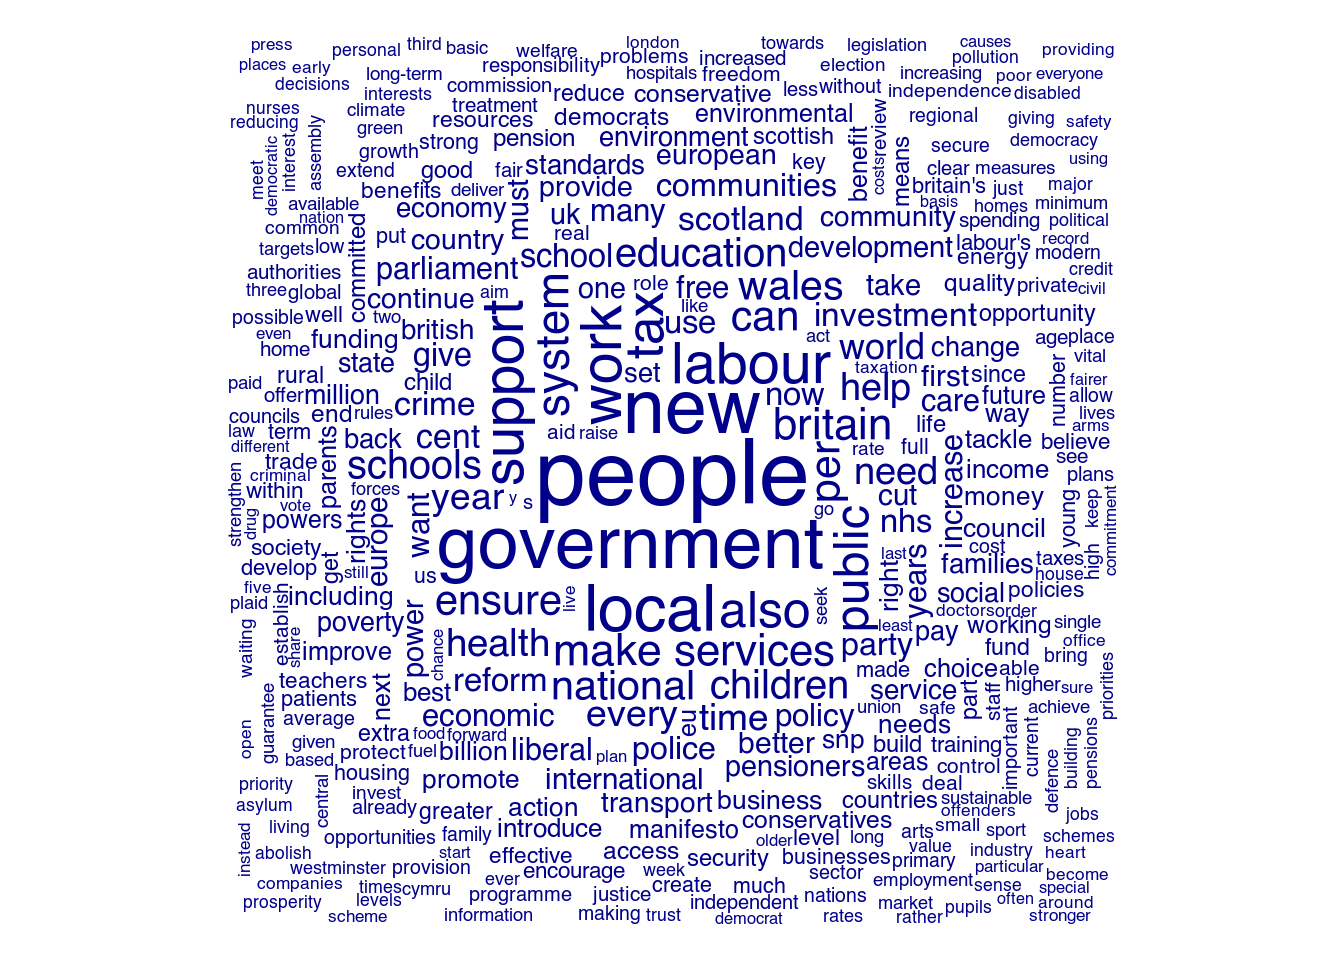 press personal third basic welfare london towards legislation causes providing
places early long-term responsibility problems increased election pollution
decisions interests commission hospitals freedom increasing poor everyone
nurses climate treatment reduce conservative less without independence disabled
reducing green strong resources democrats environmental review regional giving safety
meet democratic interest assembly growth pension environment scottish benefit costs means secure democracy
extend good fair standards european key clear measures using
available benefits deliver must provide communities britain's just major
nation common committed economy uk many scotland community basis homes minimum
targets low put country real school education development spending political
authorities parliament labour's record energy modern
three global continue aim system one role free wales take quality private credit civil
possible well two british support work tax like use can investment opportunity
even home funding state give set labour act world change age place
paid rural child taxation help first since number vital fairer
offer million crime new now care future allow
councils end rules aid raise britain life way lives arms
law term back cent rate full tackle believe
different trade parents schools people per need increase income see plans
criminal within forces year y s go cut money young keep commitment
strengthen drug vote powers rights europe want government public nhs council high
society get still us last right years cost families taxes house
develop five including ensure live local also seek social policies
plaid establish poverty power least doctors order
waiting share improve chance health make services party pay working single office
teachers next best reform national children made choice able fund bring priorities
patients service part staff higher sure
average economic every eu time policy union safe needs important current achieve
open guarantee given extra food forward
based protect fuel billion liberal plan police better snp build training defence building pensions
priority housing promote international pensioners areas control
asylum central invest skills deal
already greater action transport business countries sustainable offenders
instead living opportunities family introduce manifesto conservatives older level long arts small sport jobs schemes
abolish start effective access security businesses value industry heart
westminster provision encourage week primary particular become
companies times cymru ever sector employment sense special
prosperity levels programme justice create much nations market often around
scheme information making trust independent democrat rates rather pupils stronger